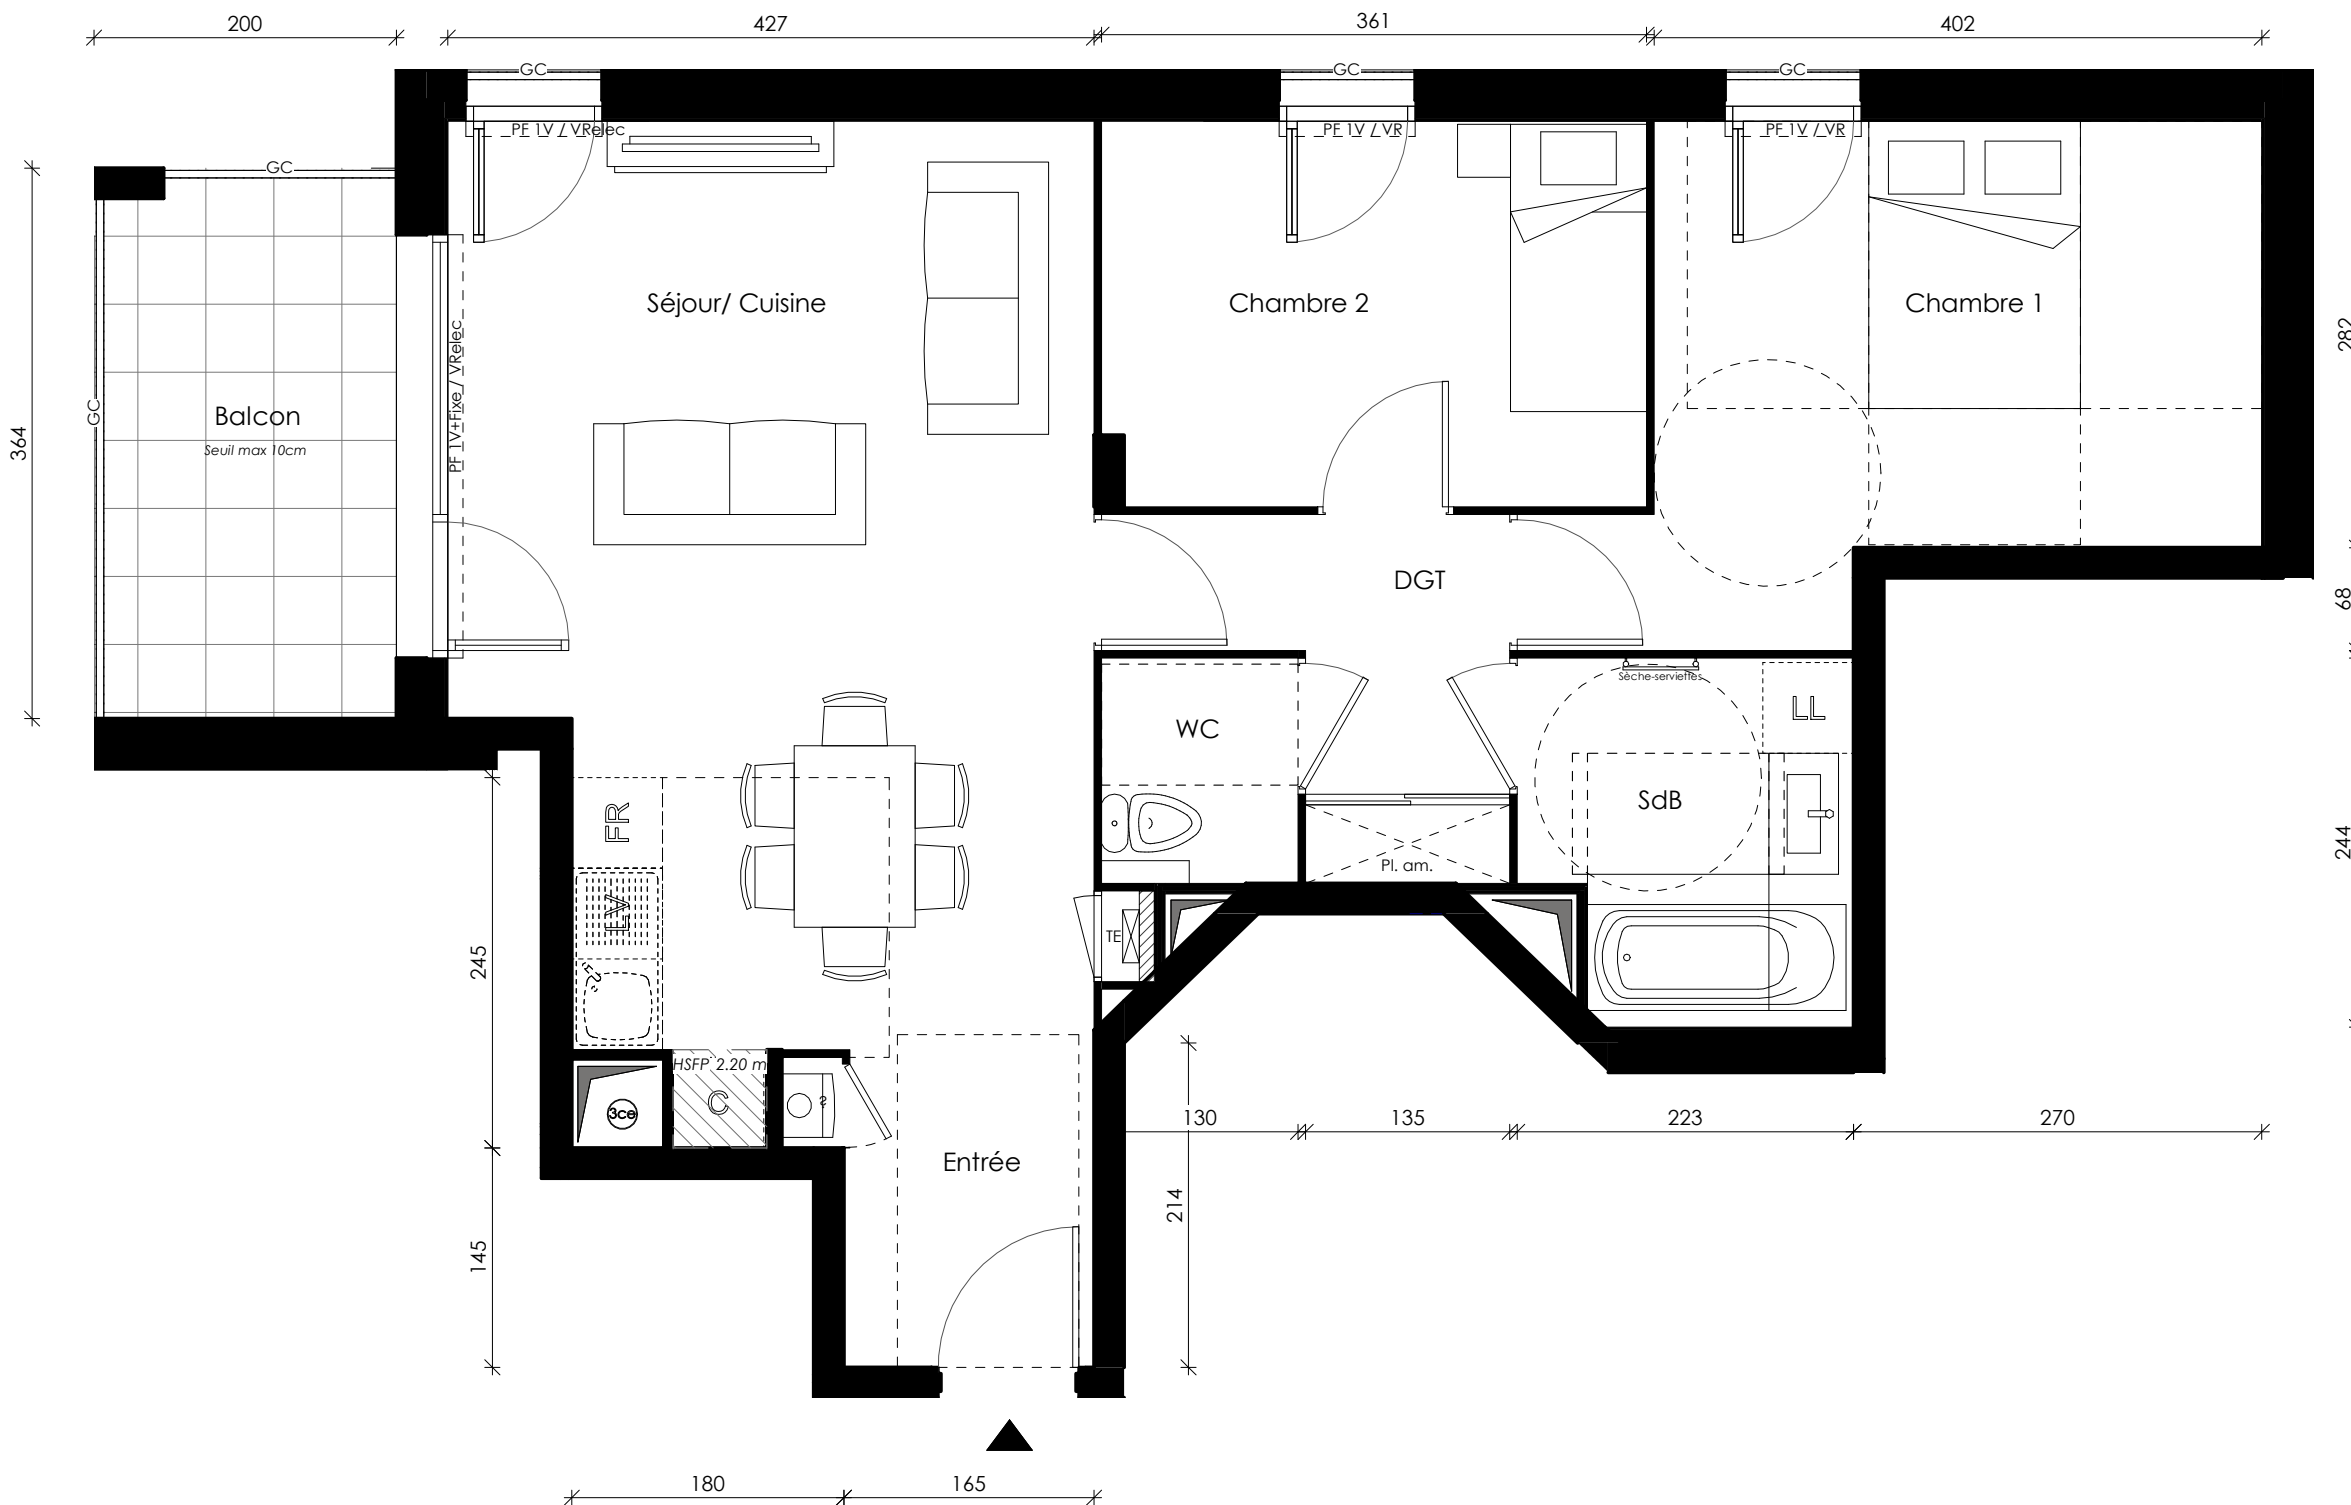 200
427
361
402
GC
GC
GC
PF 1V / VRelec
PF 1V / VR
PF 1V / VR
GC
Séjour/ Cuisine
Chambre 2
Chambre 1
282
PF 1V+Fixe / VRelec
GC
Balcon
Seuil max 10cm
364
DGT
68
Sèche-serviettes
LL
WC
SdB
FR
244
Pl. am.
LV
TE
245
HSFP 2.20 m
C
3ce
130
135
223
270
Entrée
214
145
180
165